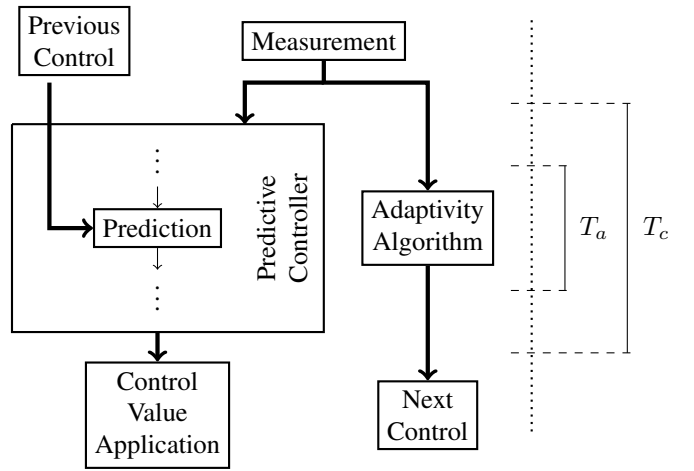 Previous
Control
Measurement
⋮
Prediction
⋮
Predictive
Controller
Adaptivity
Algorithm
T_a
T_c
Control
Value
Application
Next
Control